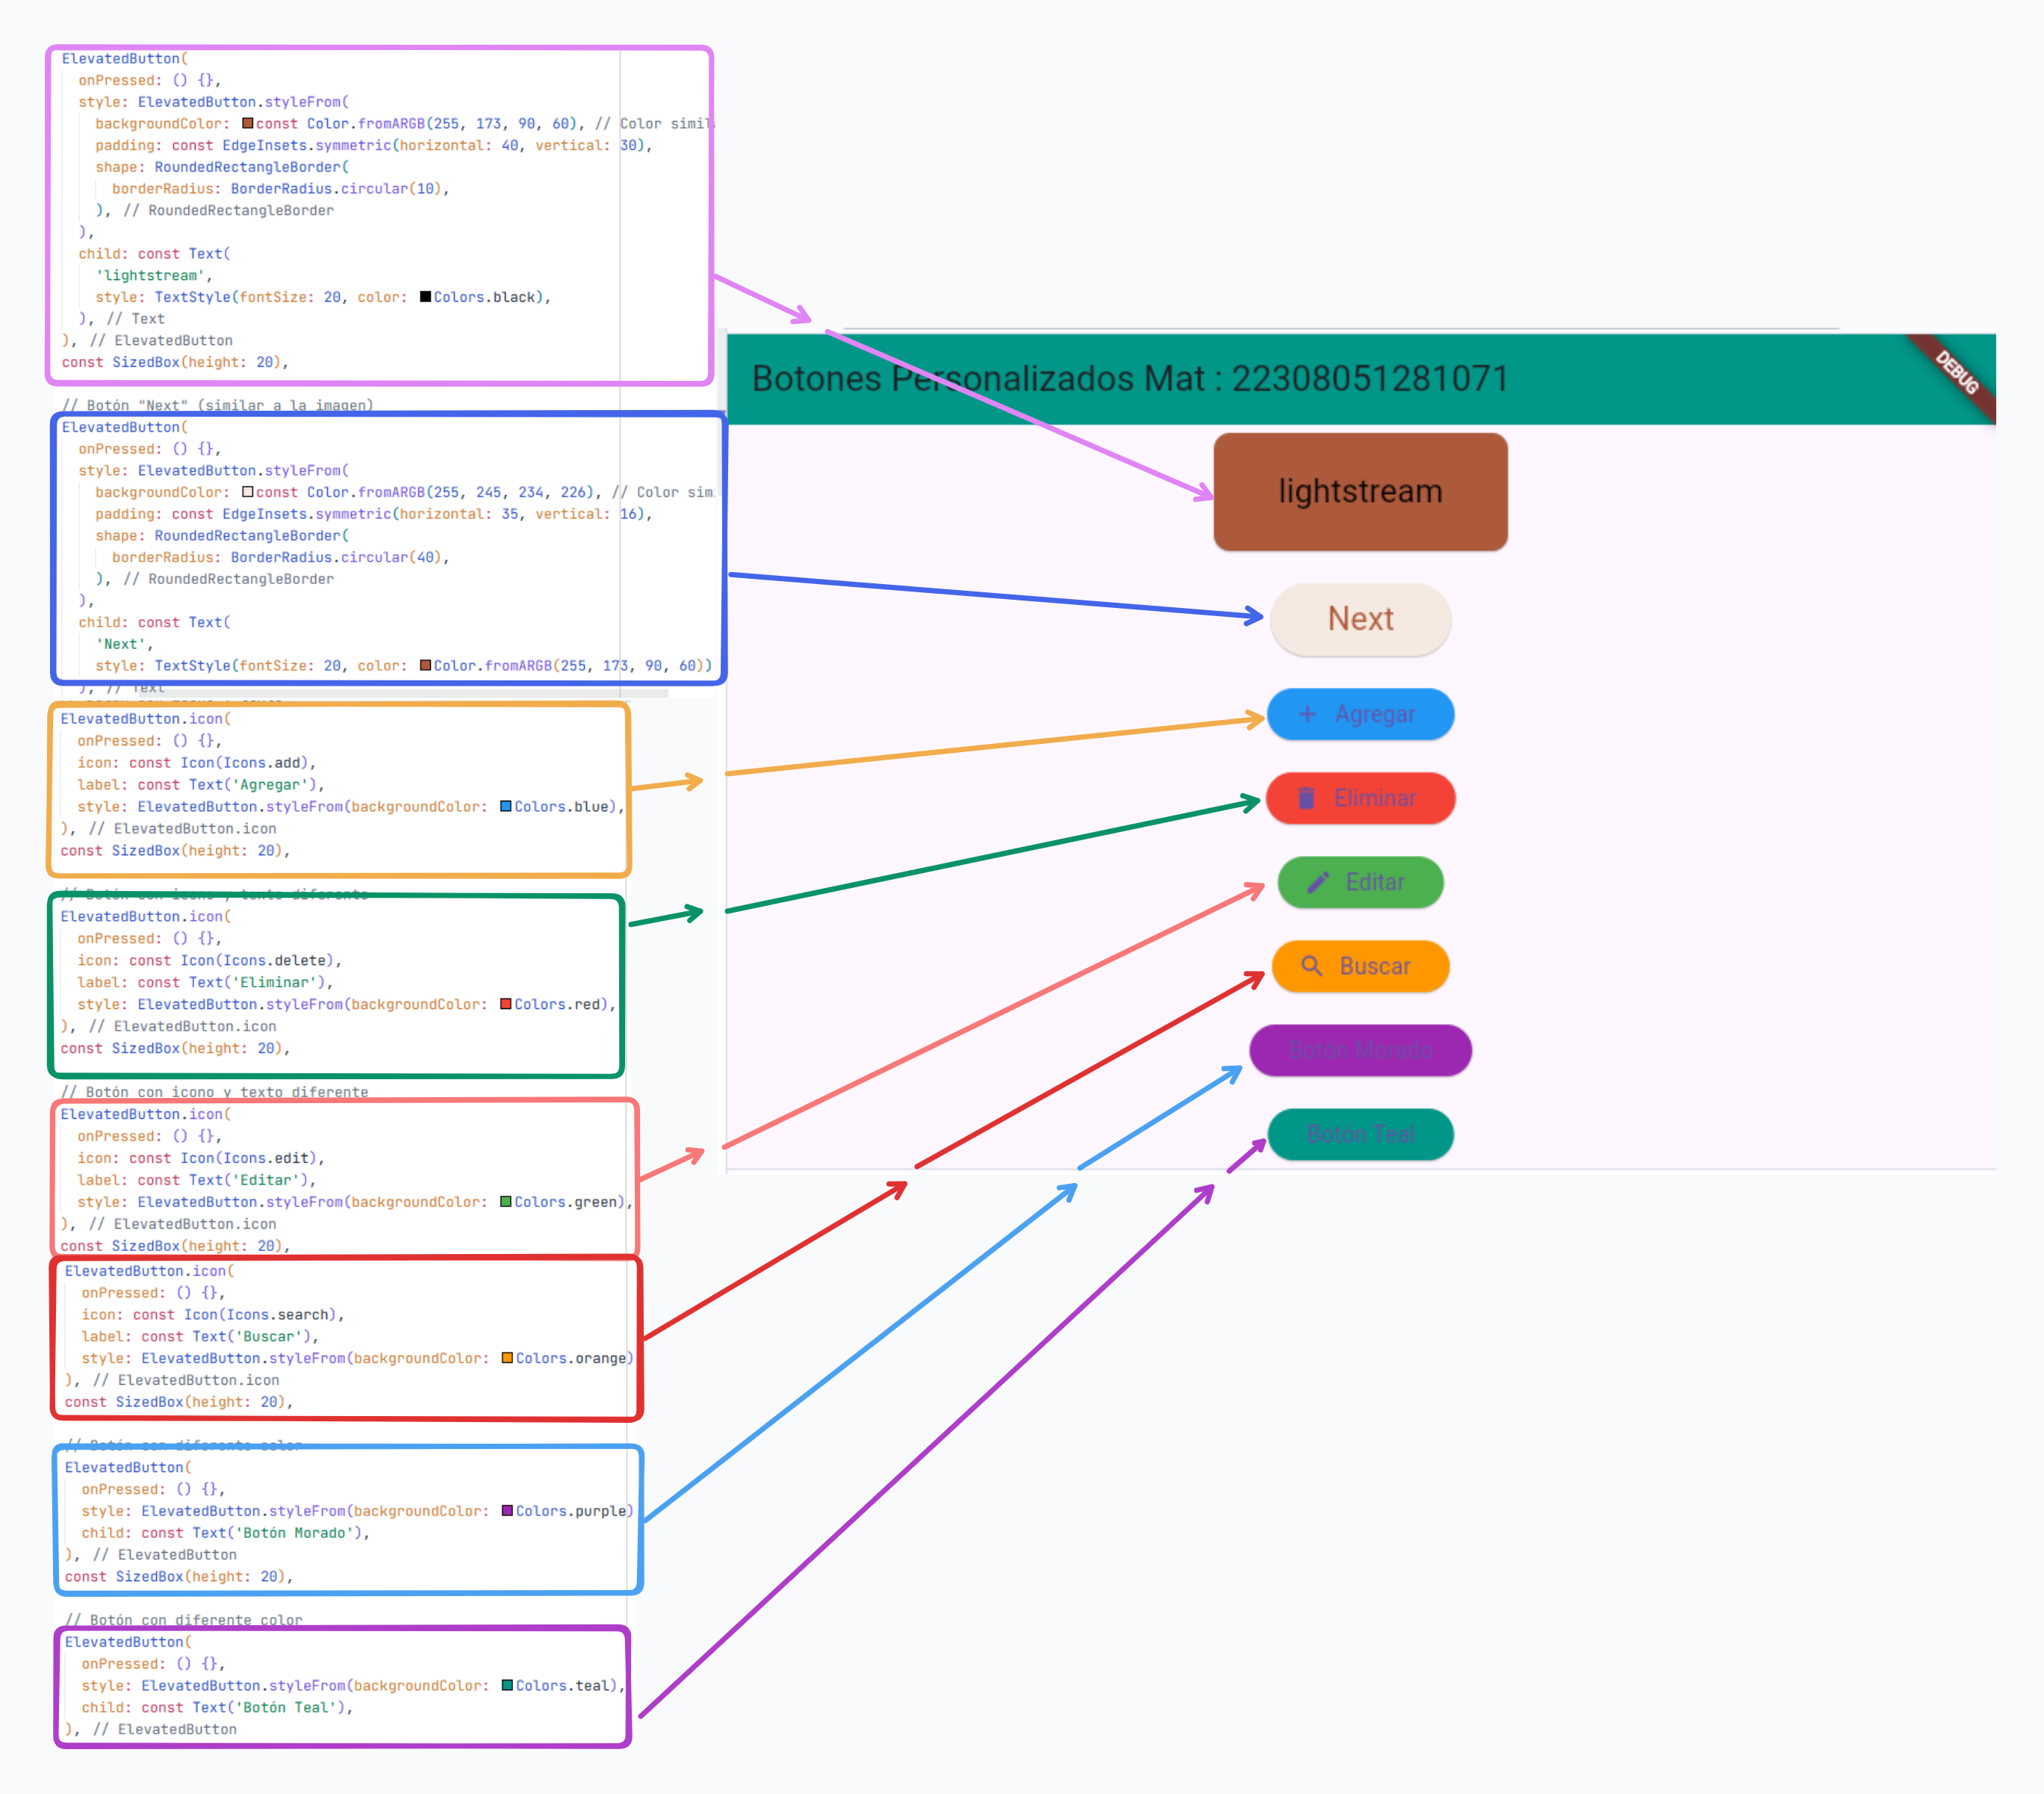 ElevatedButton(
onPressed: () {},
style: ElevatedButton.styleFrom(
backgroundColor: const Color.fromARGB(255, 173, 90, 60), // Color
padding: const EdgeInsets.symmetric(horizontal: 40, vertical: 30),
shape: RoundedRectangleBorder(
borderRadius: BorderRadius.circular(10),
), // RoundedRectangleBorder
),
child: const Text(
'lightstream',
style: TextStyle(fontSize: 20, color: Colors.black),
), // Text
), // ElevatedButton
const SizedBox(height: 20),
// Botón "Next" (similar a la imagen)
ElevatedButton(
onPressed: () {},
style: ElevatedButton.styleFrom(
backgroundColor: const Color.fromARGB(255, 245, 234, 226), // Color
padding: const EdgeInsets.symmetric(horizontal: 35, vertical: 16),
shape: RoundedRectangleBorder(
borderRadius: BorderRadius.circular(40),
), // RoundedRectangleBorder
),
child: const Text(
'Next',
style: TextStyle(fontSize: 20, color: Color.fromARGB(255, 173, 90, 60))
), // Text
ElevatedButton.icon(
onPressed: () {},
icon: const Icon(Icons.add),
label: const Text('Agregar'),
style: ElevatedButton.styleFrom(backgroundColor: Colors.blue),
), // ElevatedButton.icon
const SizedBox(height: 20),
// Botón con icono y texto diferente
ElevatedButton.icon(
onPressed: () {},
icon: const Icon(Icons.delete),
label: const Text('Eliminar'),
style: ElevatedButton.styleFrom(backgroundColor: Colors.red),
), // ElevatedButton.icon
const SizedBox(height: 20),
// Botón con icono y texto diferente
ElevatedButton.icon(
onPressed: () {},
icon: const Icon(Icons.edit),
label: const Text('Editar'),
style: ElevatedButton.styleFrom(backgroundColor: Colors.green),
), // ElevatedButton.icon
const SizedBox(height: 20),
ElevatedButton.icon(
onPressed: () {},
icon: const Icon(Icons.search),
label: const Text('Buscar'),
style: ElevatedButton.styleFrom(backgroundColor: Colors.orange)
), // ElevatedButton.icon
const SizedBox(height: 20),
// Botón con diferente color
ElevatedButton(
onPressed: () {},
style: ElevatedButton.styleFrom(backgroundColor: Colors.purple)
child: const Text('Botón Morado'),
), // ElevatedButton
const SizedBox(height: 20),
// Botón con diferente color
ElevatedButton(
onPressed: () {},
style: ElevatedButton.styleFrom(backgroundColor: Colors.teal),
child: const Text('Botón Teal'),
), // ElevatedButton
Botones Personalizados Mat : 22308051281071
DEBUG
lightstream
Next
Agregar
Eliminar
Editar
Buscar
Botón Morado
Botón Teal